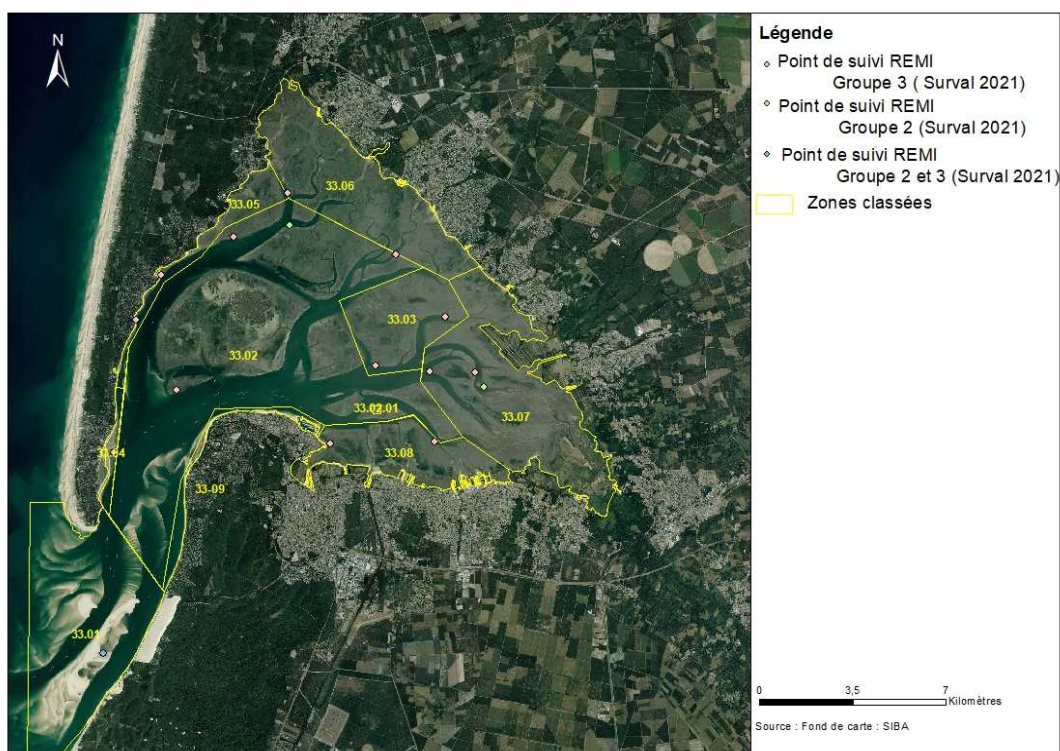 N
33.06
33.05
33.03
33.02
33.02.01
33.07
33.04
33.08
33-09
33.01
Légende
Point de suivi REMI
Groupe 3 ( Surval 2021)
Point de suivi REMI
Groupe 2 (Surval 2021)
Point de suivi REMI
Groupe 2 et 3 (Surval 2021)
Zones classées
0 3,5 7
Kilomètres
Source : Fond de carte : SIBA